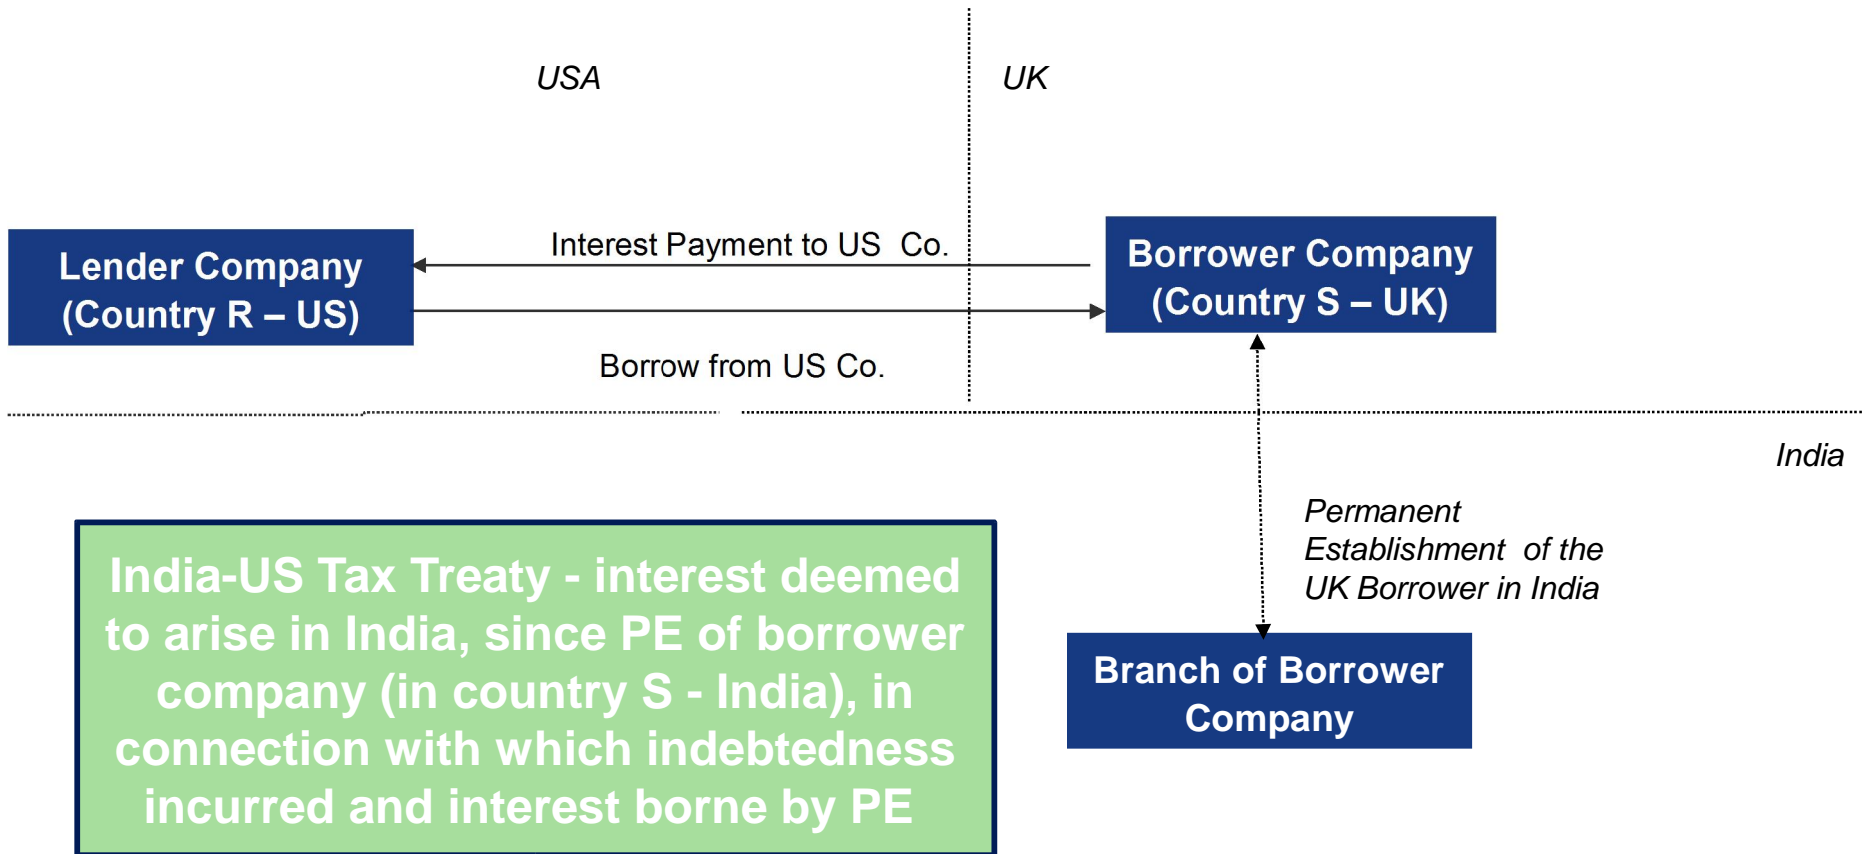 USA
UK
Lender Company
(Country R – US)
Interest Payment to US Co.
Borrow from US Co.
Borrower Company
(Country S – UK)
India
Permanent
Establishment of the
UK Borrower in India
India-US Tax Treaty - interest deemed
to arise in India, since PE of borrower
company (in country S - India), in
connection with which indebtedness
incurred and interest borne by PE
Branch of Borrower
Company